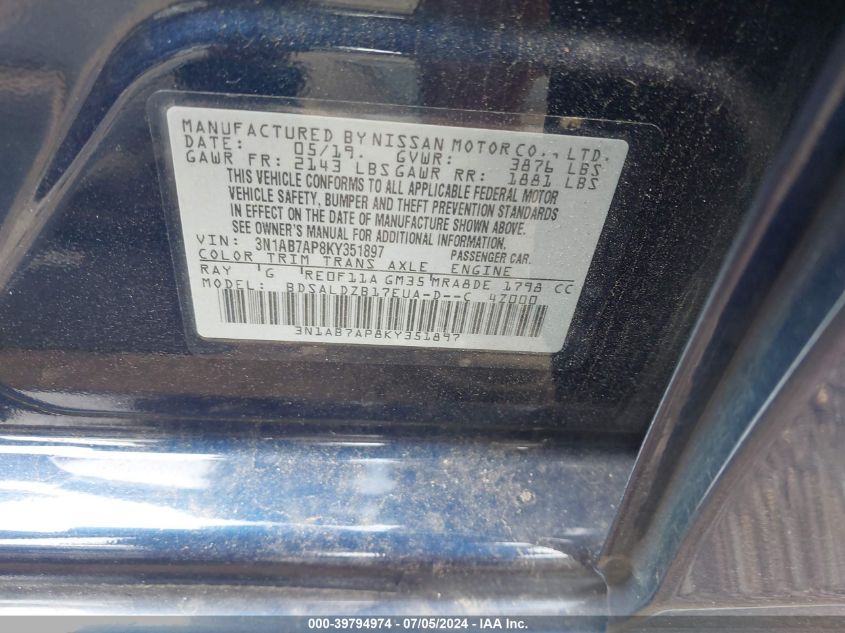 MANUFACTURED BY NISSAN MOTOR CO., LTD.
DATE: 05/19. GVWR: 3876 LBS
GAWR FR: 2143 LBS GAWR RR: 1881 LBS
THIS VEHICLE CONFORMS TO ALL APPLICABLE FEDERAL MOTOR
VEHICLE SAFETY, BUMPER AND THEFT PREVENTION STANDARDS
IN EFFECT ON THE DATE OF MANUFACTURE SHOWN ABOVE.
SEE OWNER'S MANUAL FOR ADDITIONAL INFORMATION.
VIN: 3N1AB7AP8KY351897 PASSENGER CAR.
COLOR TRIM TRANS AXLE ENGINE
RAY G RE0F11A GM35 MRA8DE 1798 CC
MODEL: BDSALDZB17EUA-D--C 4Z000
3N1AB7AP8KY351897
000-39794974 / 07/05/2024 - IAA Inc.